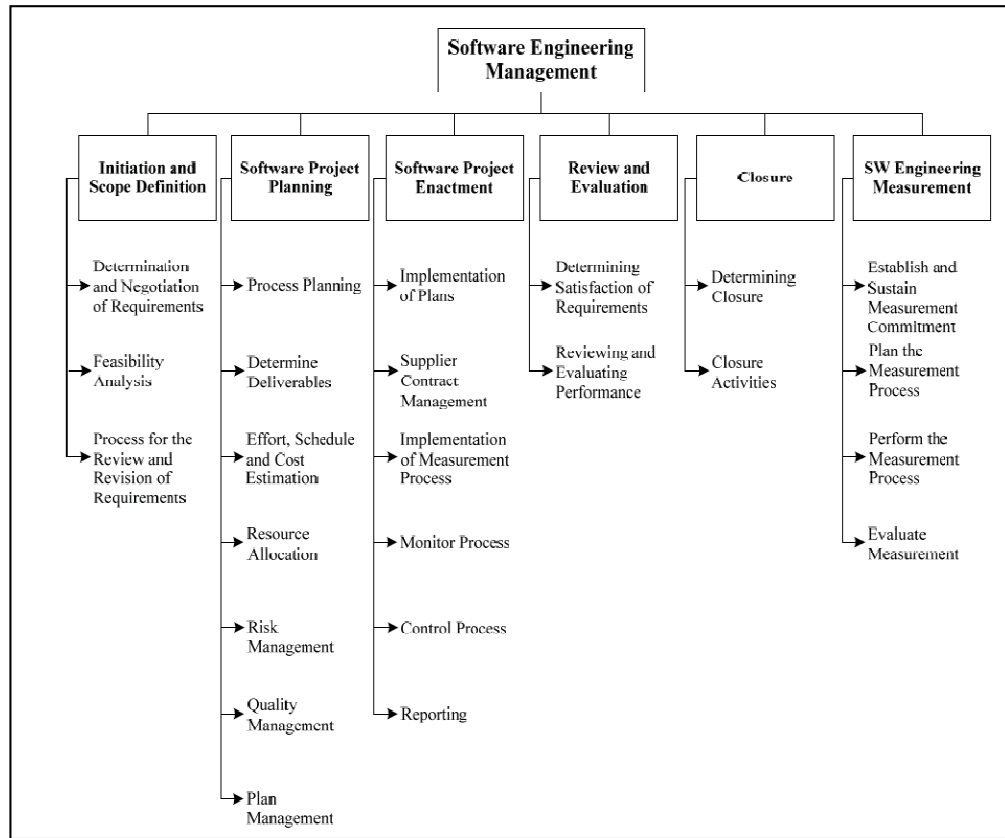 Software Engineering
Management
Initiation and
Scope Definition
Software Project
Planning
Software Project
Enactment
Review and
Evaluation
Closure
SW Engineering
Measurement
Determination
and Negotiation
of Requirements
Feasibility
Analysis
Process for the
Review and
Revision of
Requirements
Process Planning
Determine
Deliverables
Effort, Schedule
and Cost
Estimation
Resource
Allocation
Risk
Management
Quality
Management
Plan
Management
Implementation
of Plans
Supplier
Contract
Management
Implementation
of Measurement
Process
Monitor Process
Control Process
Reporting
Determining
Satisfaction of
Requirements
Reviewing and
Evaluating
Performance
Determining
Closure
Closure
Activities
Establish and
Sustain
Measurement
Commitment
Plan the
Measurement
Process
Perform the
Measurement
Process
Evaluate
Measurement